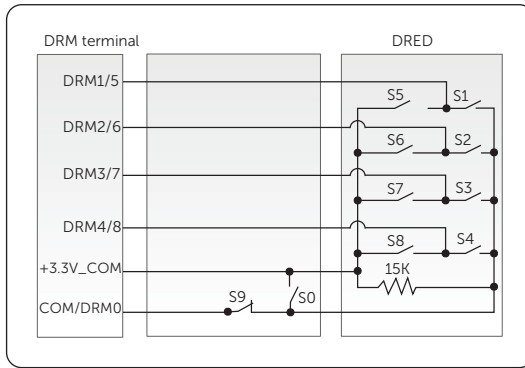 DRM terminal
DRED
DRM1/5
S5
S1
DRM2/6
S6
S2
DRM3/7
S7
S3
DRM4/8
S8
S4
+3.3V_COM
15K
COM/DRM0
S9
S0